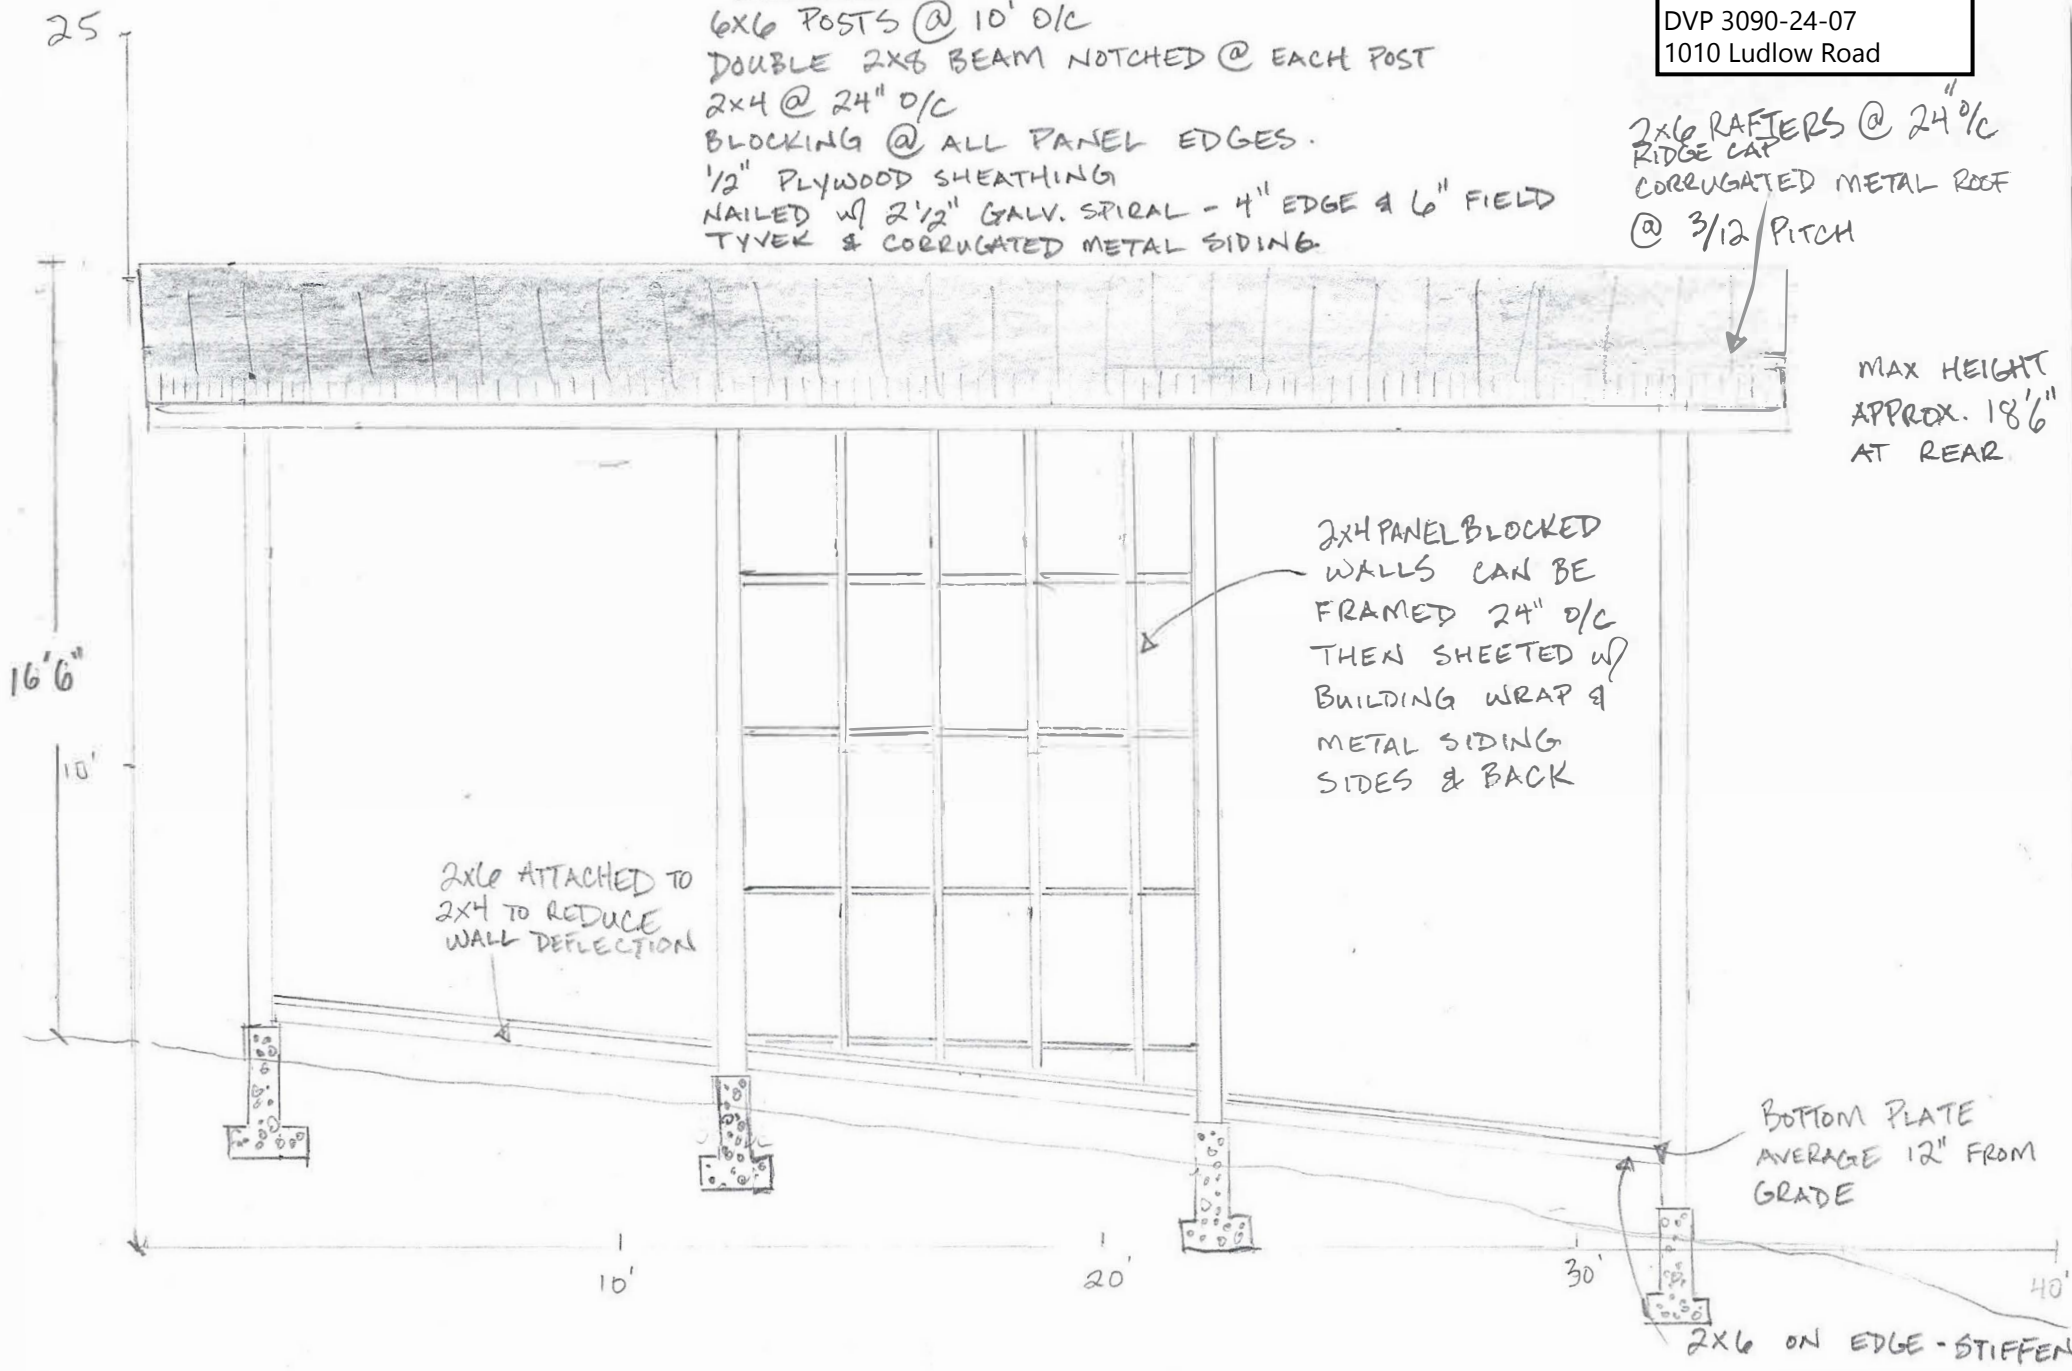 25
6x6 POSTS @ 10' O/C
DOUBLE 2x8 BEAM NOTCHED @ EACH POST
2x4 @ 24" O/C
BLOCKING @ ALL PANEL EDGES.
1/2" PLYWOOD SHEATHING
NAILED W/ 2 1/2" GALV. SPIRAL - 4" EDGE & 6" FIELD
TYVEK & CORRUGATED METAL SIDING
DVP 3090-24-07
1010 Ludlow Road
2x6 RAFTERS @ 24" O/C
RIDGE CAP
CORRUGATED METAL ROOF
@ 3/12 PITCH
MAX HEIGHT
APPROX. 18'6"
AT REAR
2x4 PANEL BLOCKED
WALLS CAN BE
FRAMED 24" O/C
THEN SHEETED W/
BUILDING WRAP &
METAL SIDING
SIDES & BACK
16'6"
10'
2x6 ATTACHED TO
2x4 TO REDUCE
WALL DEFLECTION
BOTTOM PLATE
AVERAGE 12" FROM
GRADE
10'
20'
30'
40'
2x6 ON EDGE - STIFFEN